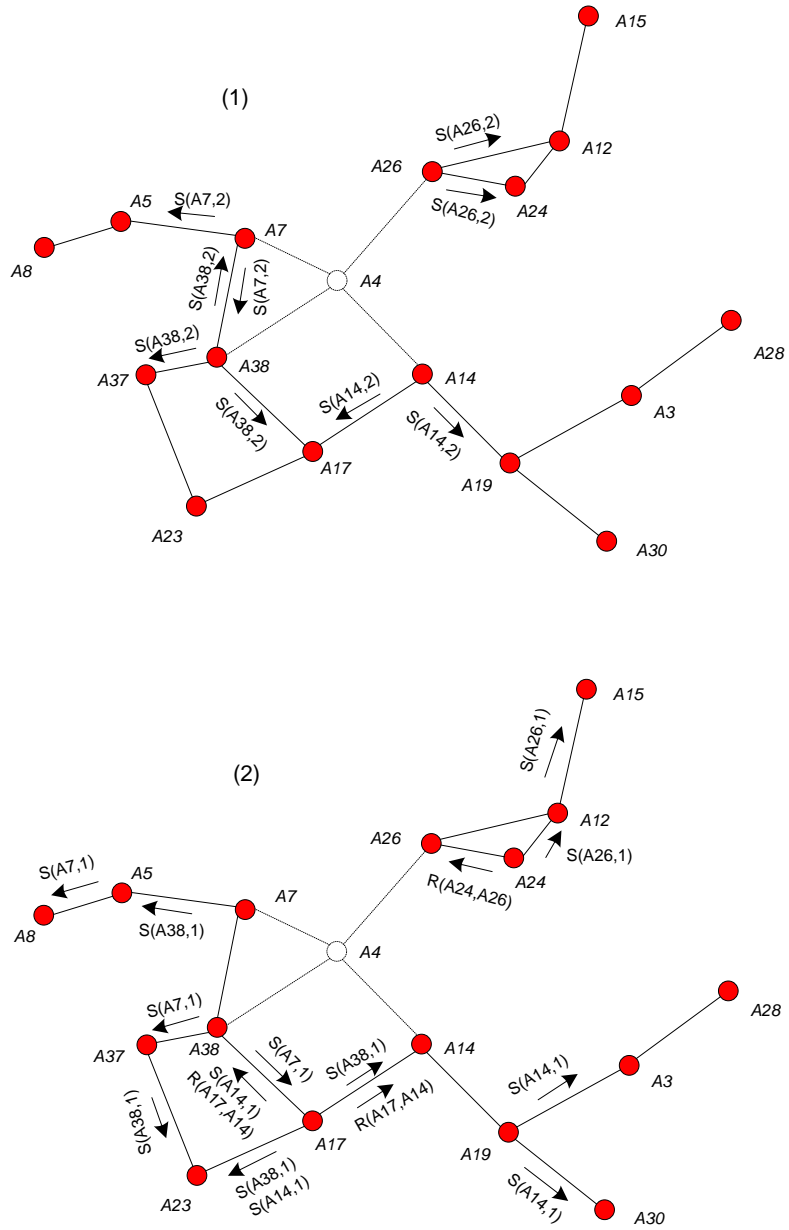 A15
(1)
S(A26,2)
A12
A26
A24
S(A26,2)
A5
S(A7,2)
A7
A8
A4
S(A38,2)
S(A7,2)
A28
S(A38,2)
A38
A37
A14
S(A14,2)
A3
S(A38,2)
S(A14,2)
A17
A19
A23
A30
A15
S(A26,1)
(2)
A12
A26
S(A26,1)
A24
R(A24,A26)
S(A7,1)
A5
A7
S(A38,1)
A8
A4
A28
S(A7,1)
A38
A37
S(A7,1)
S(A38,1)
A14
S(A14,1)
R(A17,A14)
S(A14,1)
A3
R(A17,A14)
S(A38,1)
A17
A19
S(A38,1)
S(A14,1)
A23
S(A14,1)
A30